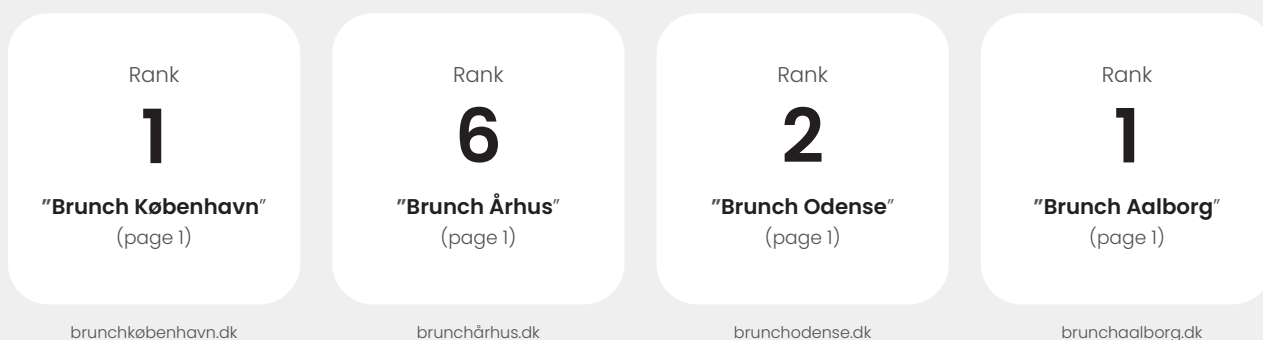 Rank
1
”Brunch København”
(page 1)
brunchkøbenhavn.dk
Rank
6
”Brunch Århus”
(page 1)
brunchårhus.dk
Rank
2
”Brunch Odense”
(page 1)
brunchodense.dk
Rank
1
”Brunch Aalborg”
(page 1)
brunchaalborg.dk